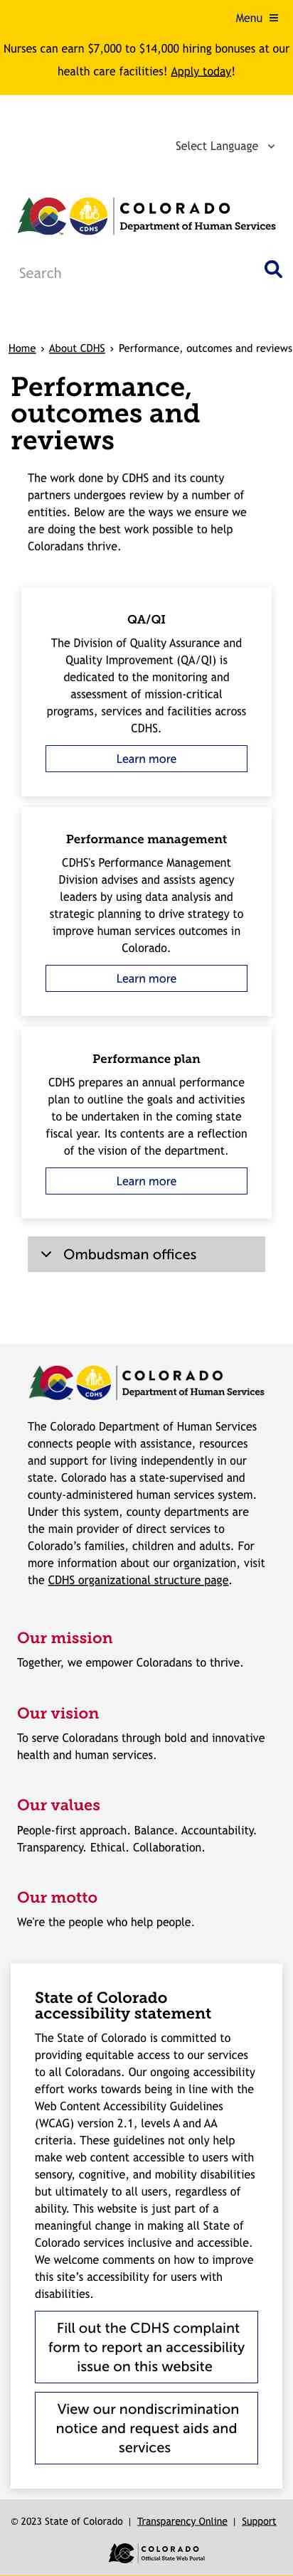 Menu
Nurses can earn $7,000 to $14,000 hiring bonuses at our
health care facilities! Apply today!
Select Language
CDHS
COLORADO
Department of Human Services
Search
Home › About CDHS › Performance, outcomes and reviews
Performance,
outcomes and
reviews
The work done by CDHS and its county
partners undergoes review by a number of
entities. Below are the ways we ensure we
are doing the best work possible to help
Coloradans thrive.
QA/QI
The Division of Quality Assurance and
Quality Improvement (QA/QI) is
dedicated to the monitoring and
assessment of mission-critical
programs, services and facilities across
CDHS.
Learn more
Performance management
CDHS's Performance Management
Division advises and assists agency
leaders by using data analysis and
strategic planning to drive strategy to
improve human services outcomes in
Colorado.
Learn more
Performance plan
CDHS prepares an annual performance
plan to outline the goals and activities
to be undertaken in the coming state
fiscal year. Its contents are a reflection
of the vision of the department.
Learn more
Ombudsman offices
CDHS
COLORADO
Department of Human Services
The Colorado Department of Human Services
connects people with assistance, resources
and support for living independently in our
state. Colorado has a state-supervised and
county-administered human services system.
Under this system, county departments are
the main provider of direct services to
Colorado’s families, children and adults. For
more information about our organization, visit
the CDHS organizational structure page.
Our mission
Together, we empower Coloradans to thrive.
Our vision
To serve Coloradans through bold and innovative
health and human services.
Our values
People-first approach. Balance. Accountability.
Transparency. Ethical. Collaboration.
Our motto
We're the people who help people.
State of Colorado
accessibility statement
The State of Colorado is committed to
providing equitable access to our services
to all Coloradans. Our ongoing accessibility
effort works towards being in line with the
Web Content Accessibility Guidelines
(WCAG) version 2.1, levels A and AA
criteria. These guidelines not only help
make web content accessible to users with
sensory, cognitive, and mobility disabilities
but ultimately to all users, regardless of
ability. This website is just part of a
meaningful change in making all State of
Colorado services inclusive and accessible.
We welcome comments on how to improve
this site’s accessibility for users with
disabilities.
Fill out the CDHS complaint
form to report an accessibility
issue on this website
View our nondiscrimination
notice and request aids and
services
© 2023 State of Colorado | Transparency Online | Support
COLORADO
Official State Web Portal